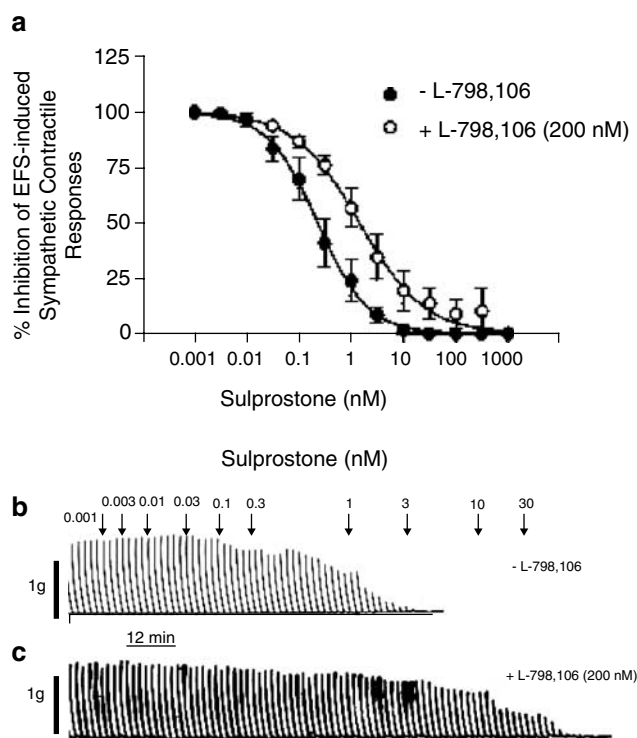 a
% Inhibition of EFS-induced
Sympathetic Contractile
Responses
125
100
75
50
25
0
- L-798,106
+ L-798,106 (200 nM)
0.001 0.01 0.1 1 10 100 1000
Sulprostone (nM)
Sulprostone (nM)
b
0.001 0.003 0.01 0.03 0.1 0.3 1 3 10 30
- L-798,106
1g
12 min
c
+ L-798,106 (200 nM)
1g